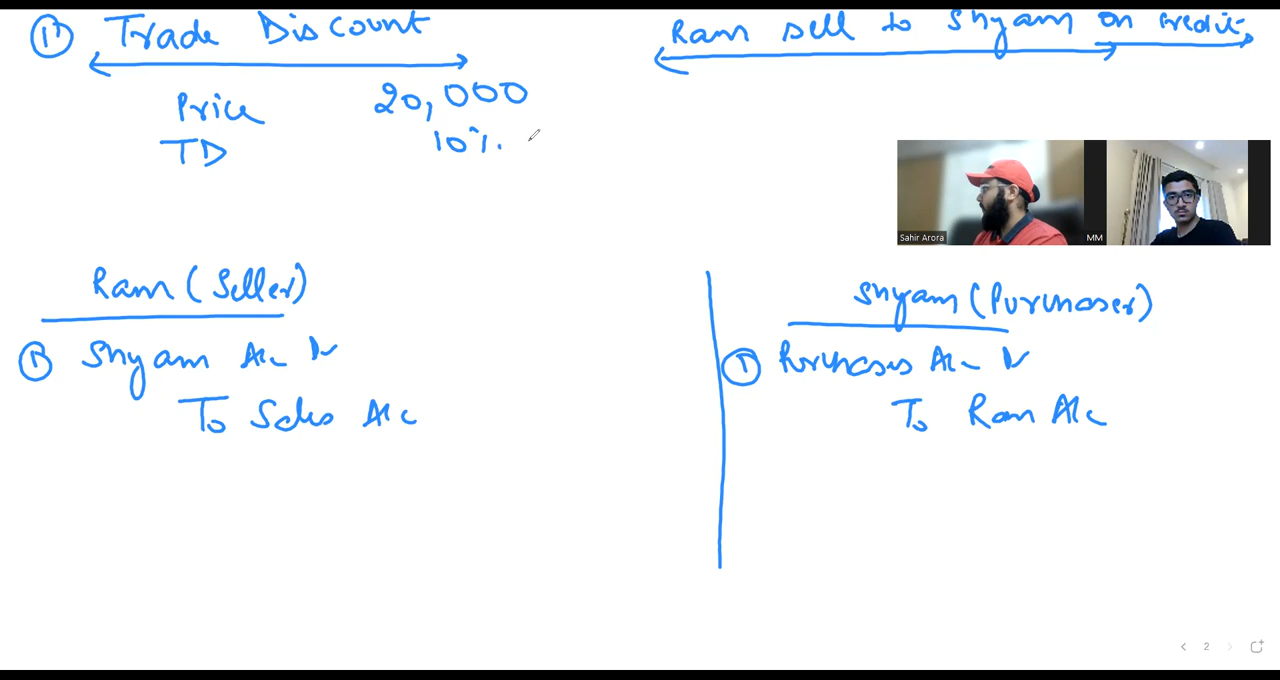 11 Trade Discount
Ram sell to Shyam on credit
Price 20,000
TD 10%
Sahir Arora
MM
Ram (Seller)
Shyam (Purchaser)
1 Shyam A/c Dr
To Sales A/c
1 Purchases A/c Dr
To Ram A/c
2